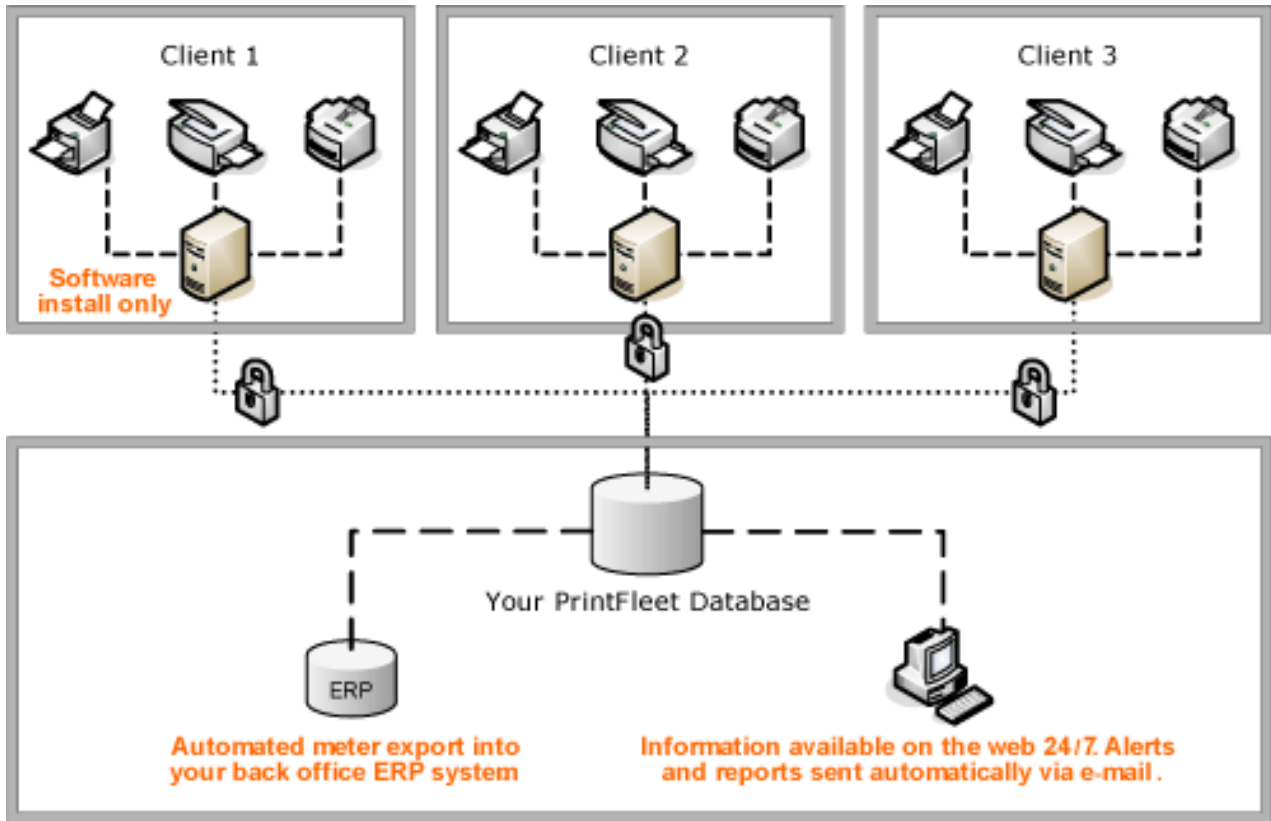 Client 1
Client 2
Client 3
Software
install only
Your PrintFleet Database
ERP
Automated meter export into
your back office ERP system
Information available on the web 24/7. Alerts
and reports sent automatically via e-mail.